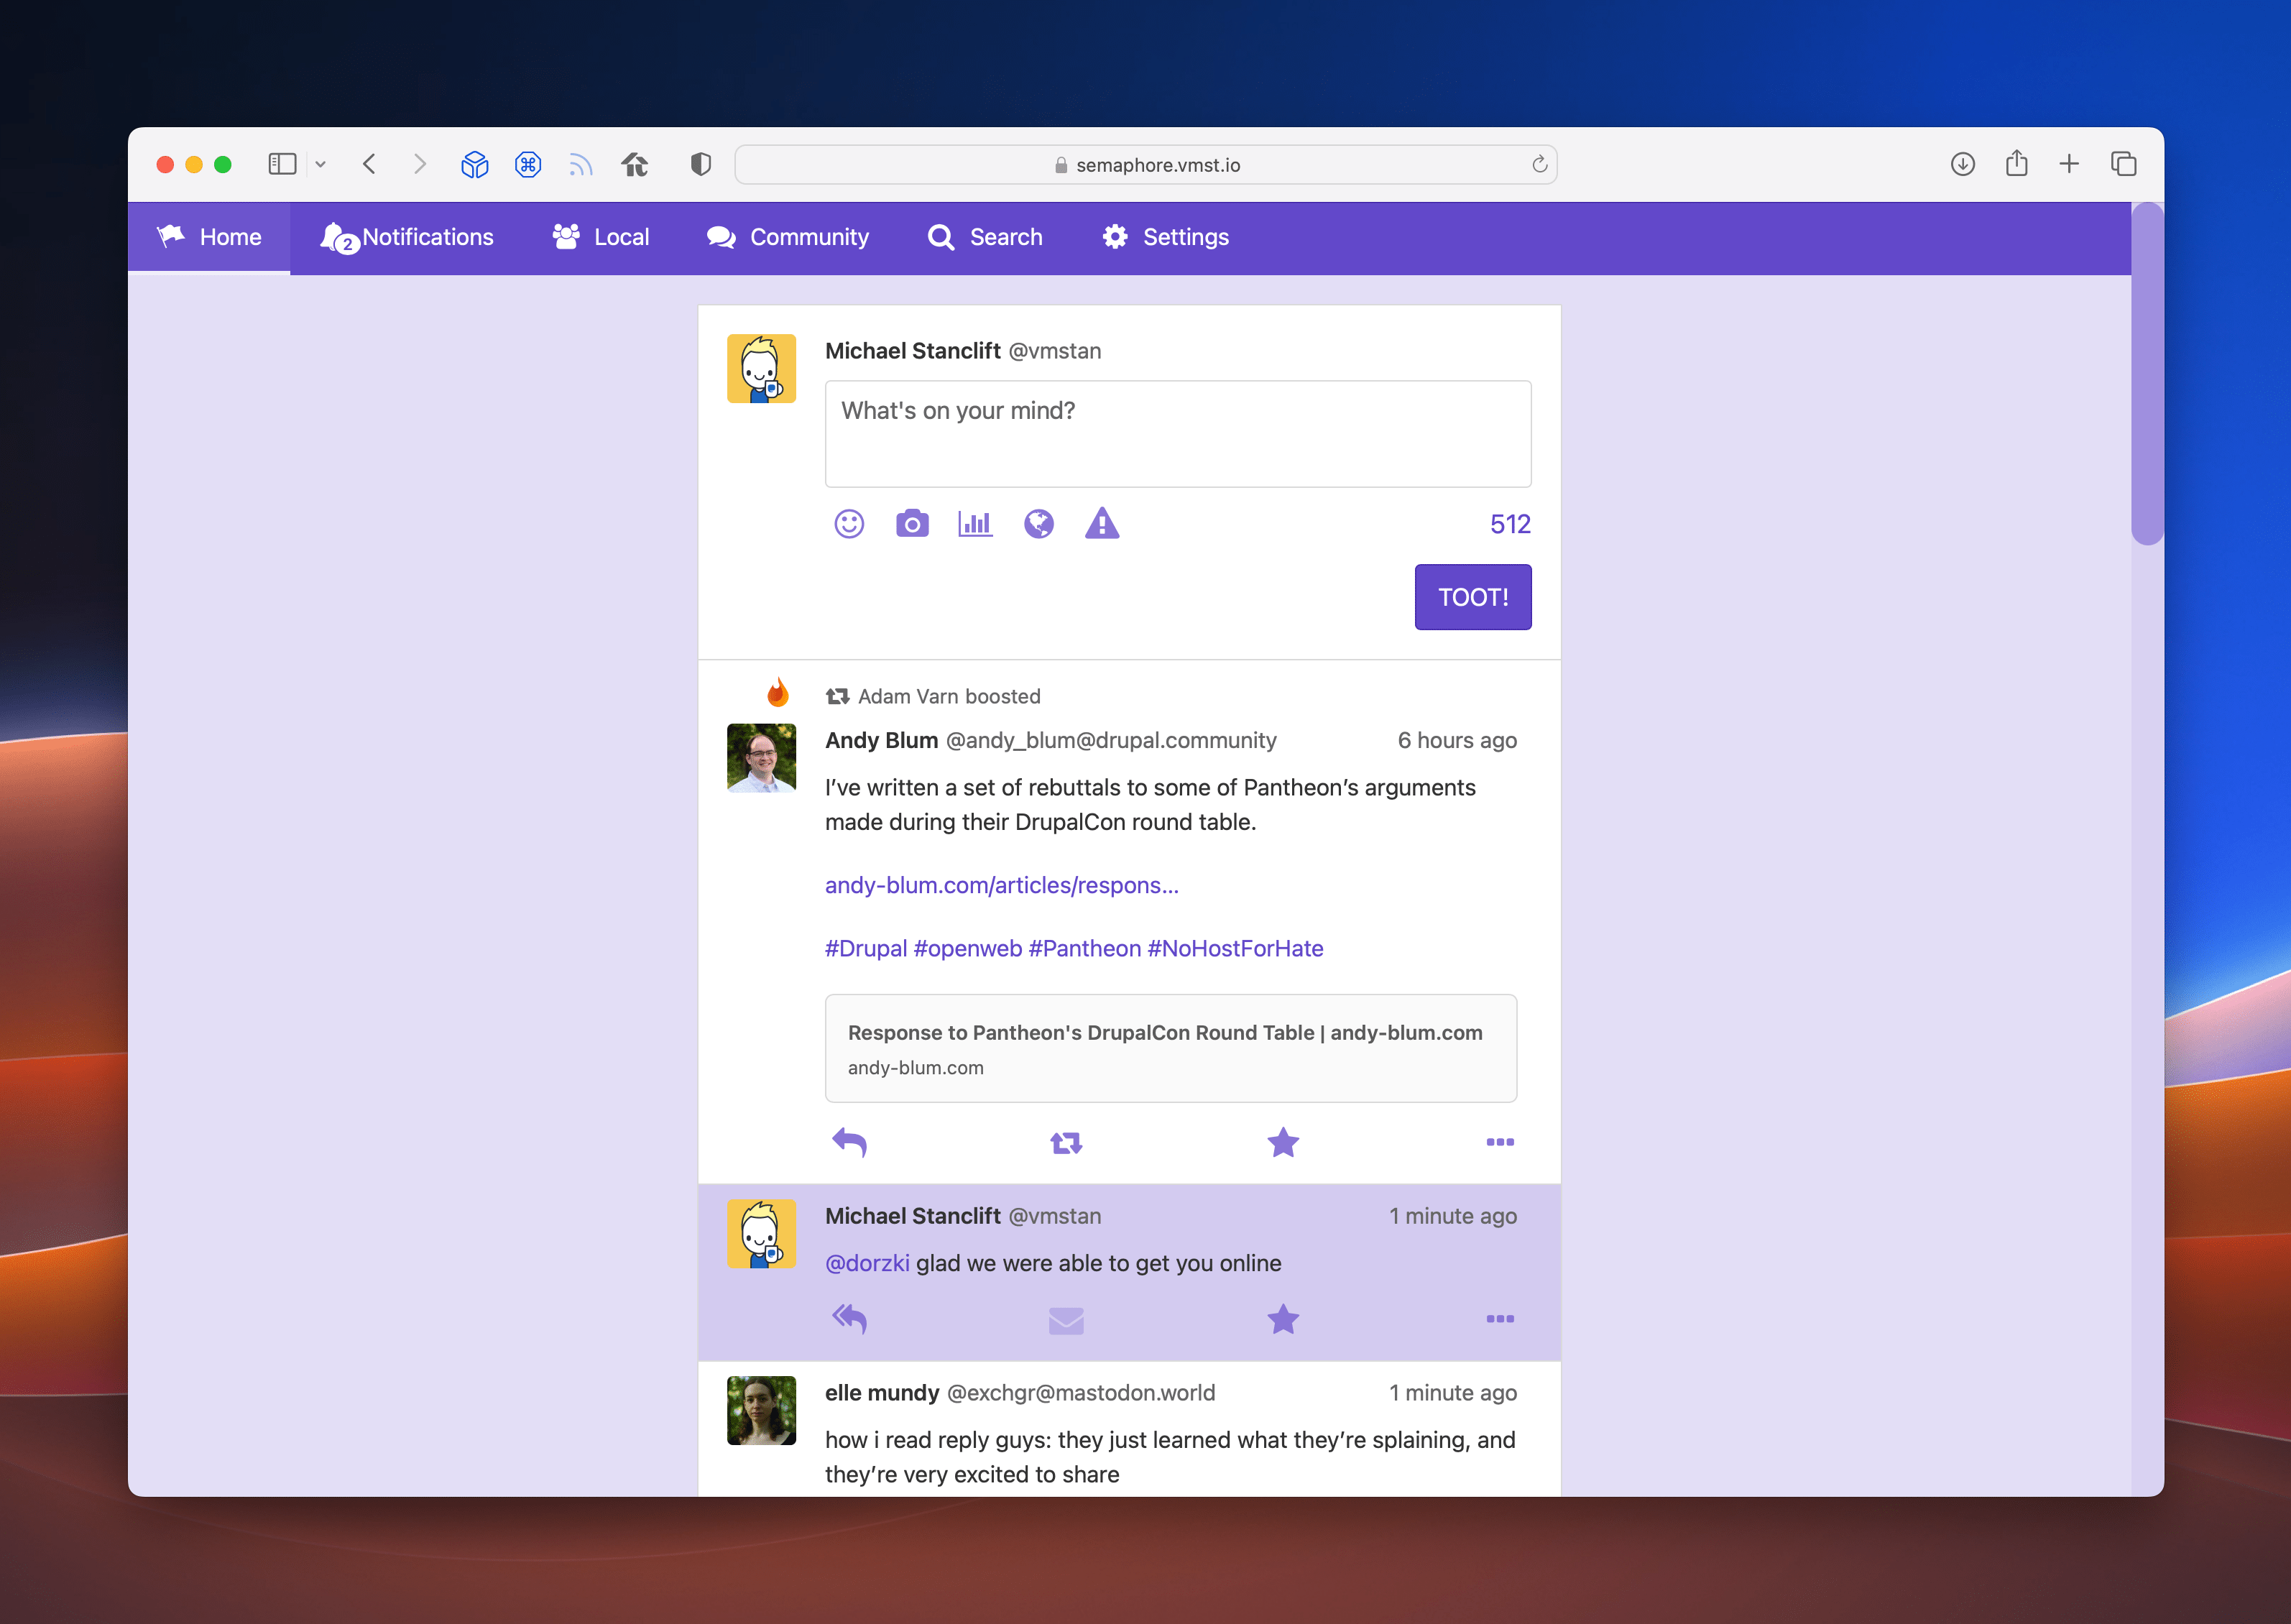 semaphore.vmst.io
Home
2
Notifications
Local
Community
Search
Settings
Michael Stanclift @vmstan
What's on your mind?
512
TOOT!
Adam Varn boosted
Andy Blum @andy_blum@drupal.community 6 hours ago
I’ve written a set of rebuttals to some of Pantheon’s arguments
made during their DrupalCon round table.
andy-blum.com/articles/respons…
#Drupal #openweb #Pantheon #NoHostForHate
Response to Pantheon's DrupalCon Round Table | andy-blum.com
andy-blum.com
Michael Stanclift @vmstan 1 minute ago
@dorzki glad we were able to get you online
elle mundy @exchgr@mastodon.world 1 minute ago
how i read reply guys: they just learned what they’re splaining, and
they’re very excited to share